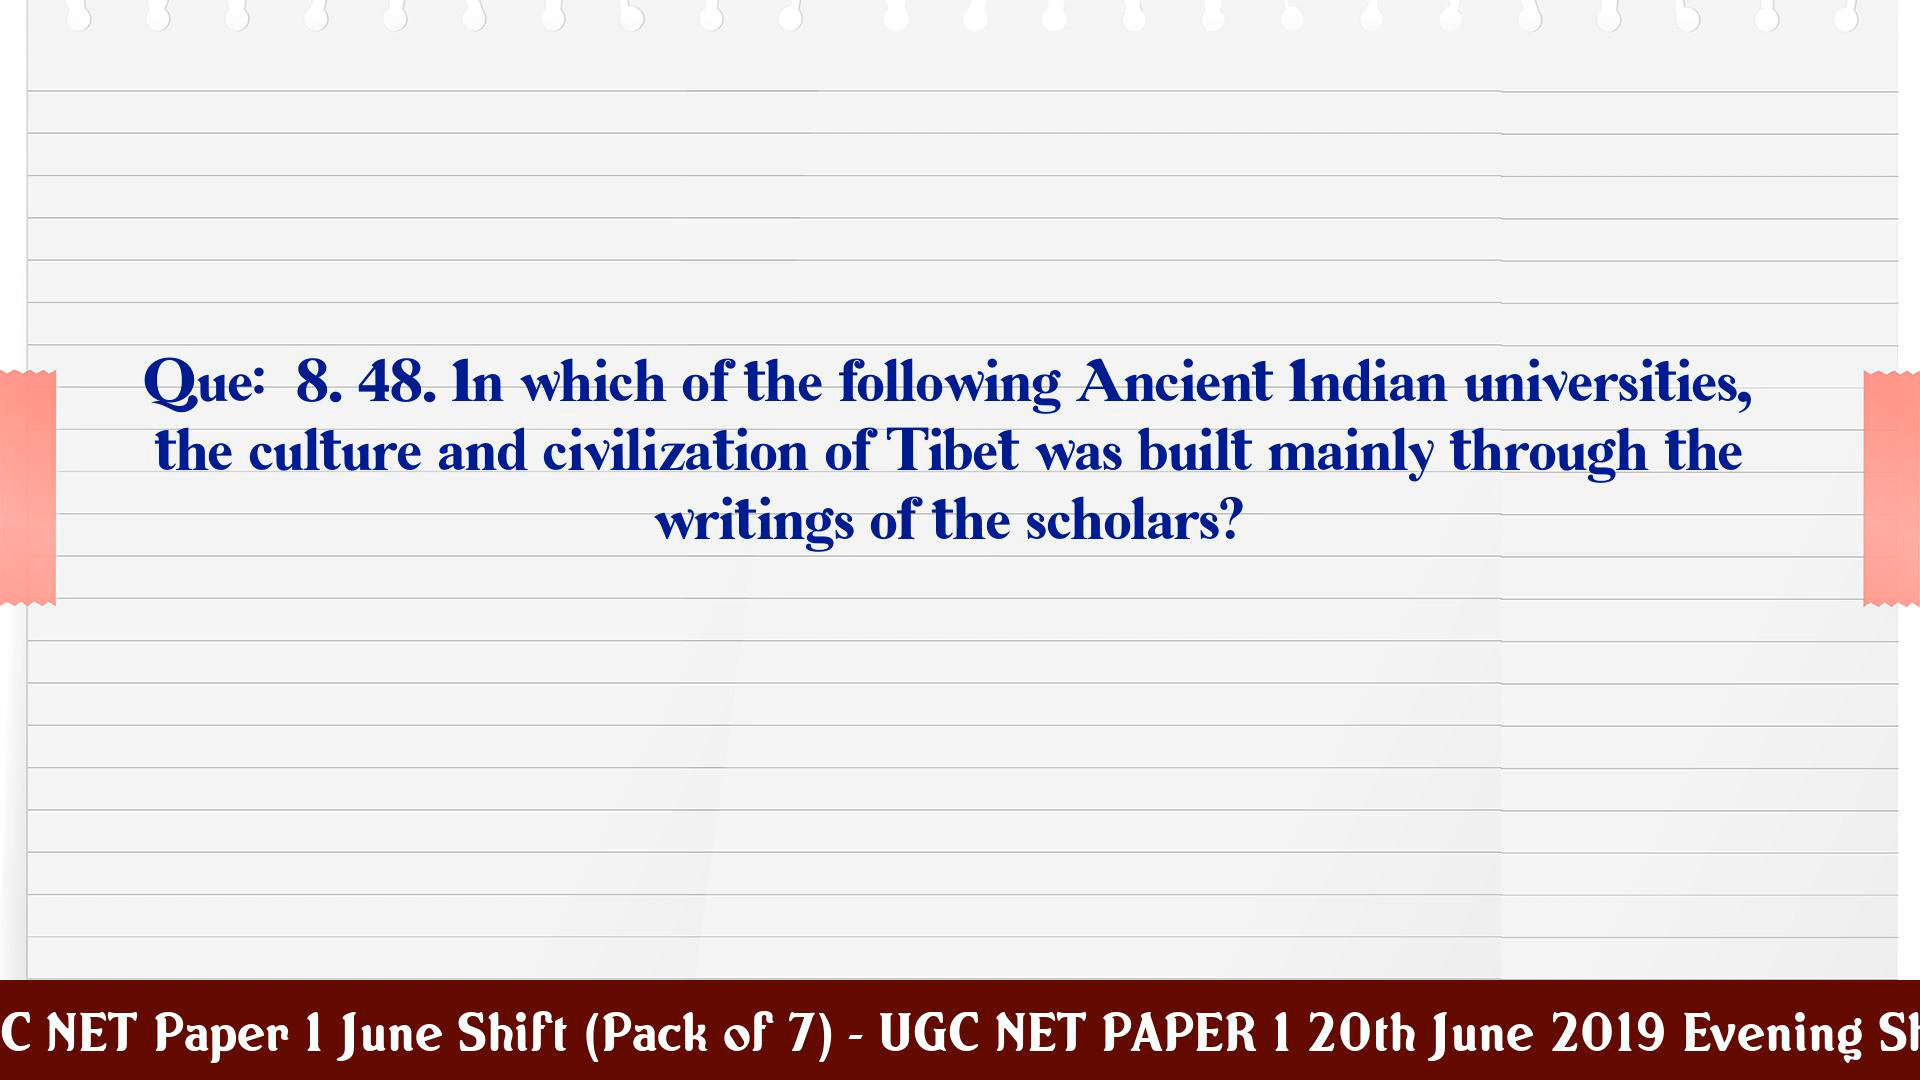 Que:  8. 48. In which of the following Ancient Indian universities,
the culture and civilization of Tibet was built mainly through the
writings of the scholars?
C NET Paper 1 June Shift (Pack of 7) - UGC NET PAPER 1 20th June 2019 Evening Sh